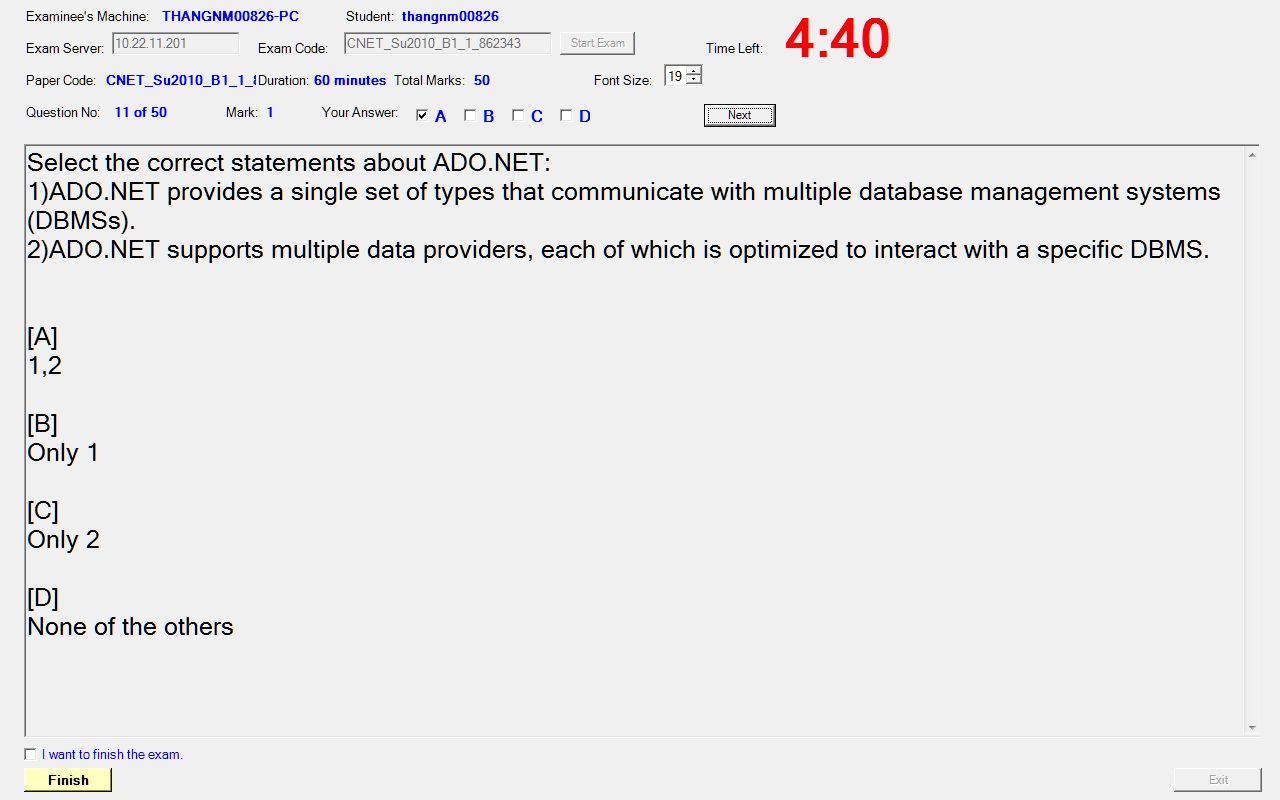 Examinee's Machine: THANGNM00826-PC Student: thangnm00826
Exam Server: 10.22.11.201 Exam Code: CNET_Su2010_B1_1_862343 Start Exam Time Left: 4:40
Paper Code: CNET_Su2010_B1_1_ Duration: 60 minutes Total Marks: 50 Font Size: 19
Question No: 11 of 50 Mark: 1 Your Answer: A B C D Next
Select the correct statements about ADO.NET:
1)ADO.NET provides a single set of types that communicate with multiple database management systems
(DBMSs).
2)ADO.NET supports multiple data providers, each of which is optimized to interact with a specific DBMS.
[A]
1,2
[B]
Only 1
[C]
Only 2
[D]
None of the others
I want to finish the exam.
Finish Exit